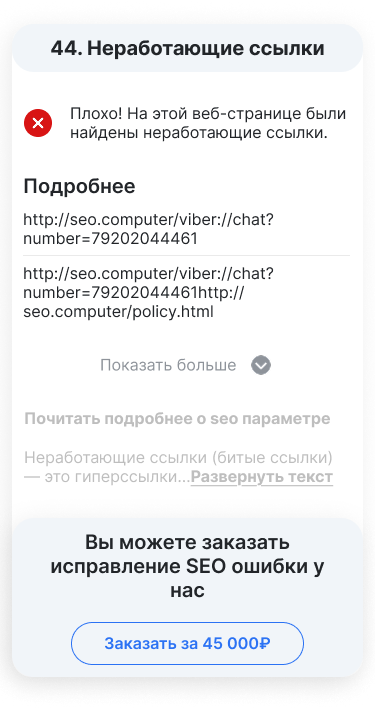 44. Неработающие ссылки
Плохо! На этой веб-странице были
найдены неработающие ссылки.
Подробнее
http://seo.computer/viber://chat?
number=79202044461
http://seo.computer/viber://chat?
number=79202044461http://
seo.computer/policy.html
Показать больше
Почитать подробнее о seo параметре
Неработающие ссылки (битые ссылки)
— это гиперссылки...Развернуть текст
Вы можете заказать
исправление SEO ошибки у
нас
Заказать за 45 000₽